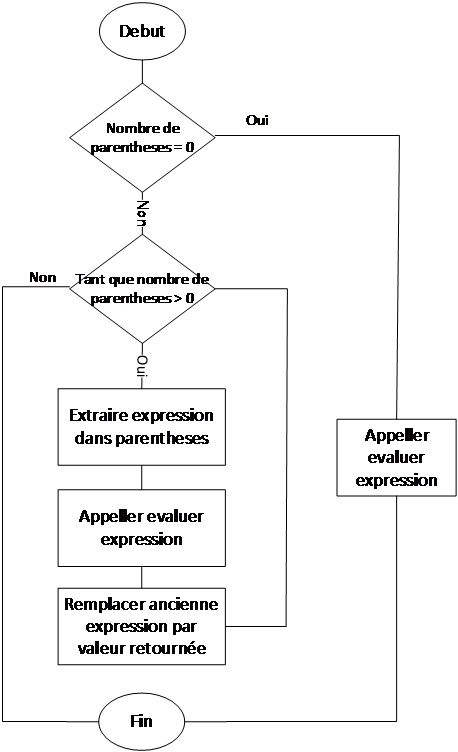 Debut
Nombre de
parentheses = 0
Oui
Non
Tant que nombre de
parentheses > 0
Non
Oui
Extraire expression
dans parentheses
Appeller evaluer
expression
Remplacer ancienne
expression par
valeur retournée
Appeller
evaluer
expression
Fin